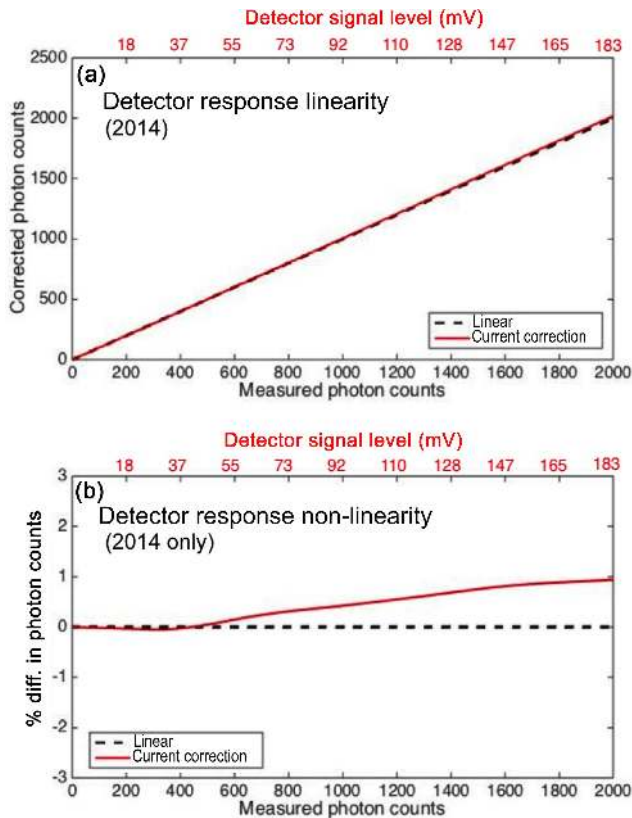 Detector signal level (mV)
18 37 55 73 92 110 128 147 165 183
(a)
Detector response linearity
(2014)
Corrected photon counts
2500
2000
1500
1000
500
0
Linear
Current correction
0 200 400 600 800 1000 1200 1400 1600 1800 2000
Measured photon counts
Detector signal level (mV)
18 37 55 73 92 110 128 147 165 183
(b)
Detector response non-linearity
(2014 only)
% diff. in photon counts
3
2
1
0
-1
-2
-3
Linear
Current correction
0 200 400 600 800 1000 1200 1400 1600 1800 2000
Measured photon counts